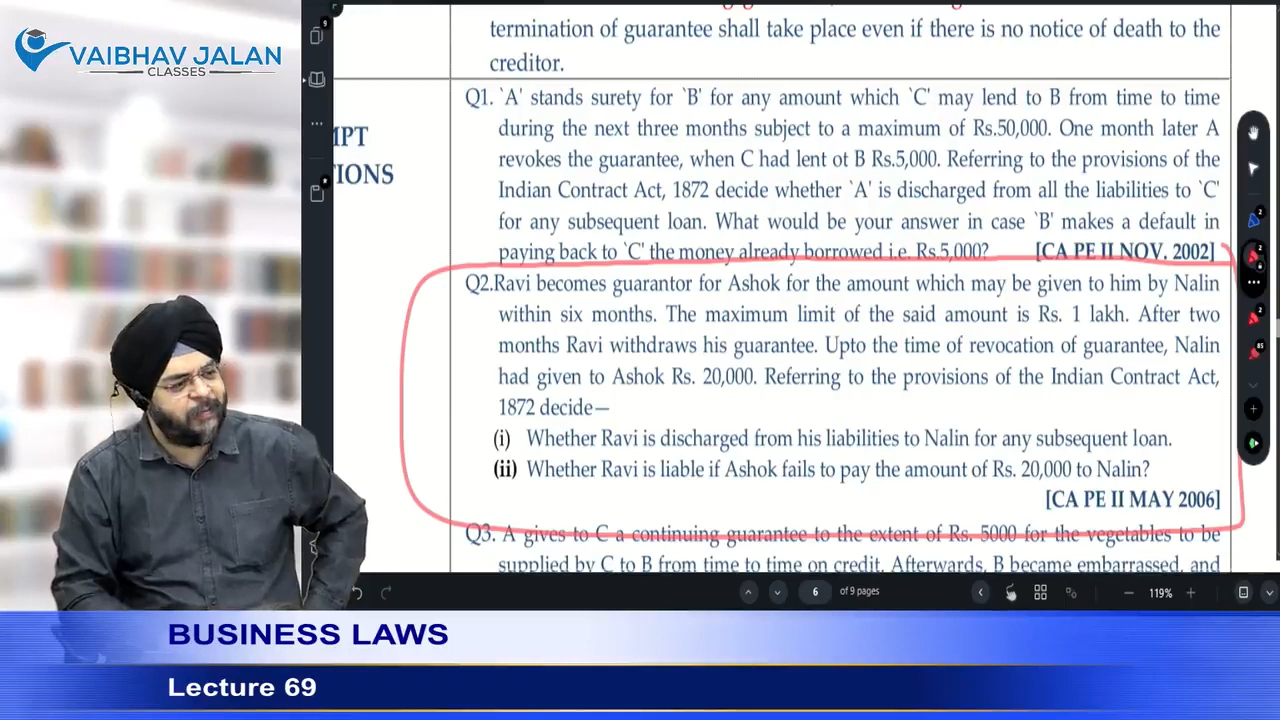 VAIBHAV JALAN
CLASSES
termination of guarantee shall take place even if there is no notice of death to the
creditor.
MPT
IONS
Q1. `A' stands surety for `B' for any amount which `C' may lend to B from time to time
during the next three months subject to a maximum of Rs.50,000. One month later A
revokes the guarantee, when C had lent ot B Rs.5,000. Referring to the provisions of the
Indian Contract Act, 1872 decide whether `A' is discharged from all the liabilities to `C'
for any subsequent loan. What would be your answer in case `B' makes a default in
paying back to `C' the money already borrowed i.e. Rs.5,000? [CA PE II NOV. 2002]
Q2.Ravi becomes guarantor for Ashok for the amount which may be given to him by Nalin
within six months. The maximum limit of the said amount is Rs. 1 lakh. After two
months Ravi withdraws his guarantee. Upto the time of revocation of guarantee, Nalin
had given to Ashok Rs. 20,000. Referring to the provisions of the Indian Contract Act,
1872 decide—
(i) Whether Ravi is discharged from his liabilities to Nalin for any subsequent loan.
(ii) Whether Ravi is liable if Ashok fails to pay the amount of Rs. 20,000 to Nalin?
[CA PE II MAY 2006]
Q3. A gives to C a continuing guarantee to the extent of Rs. 5000 for the vegetables to be
supplied by C to B from time to time on credit. Afterwards, B became embarrassed, and
6 of 9 pages
119%
BUSINESS LAWS
Lecture 69